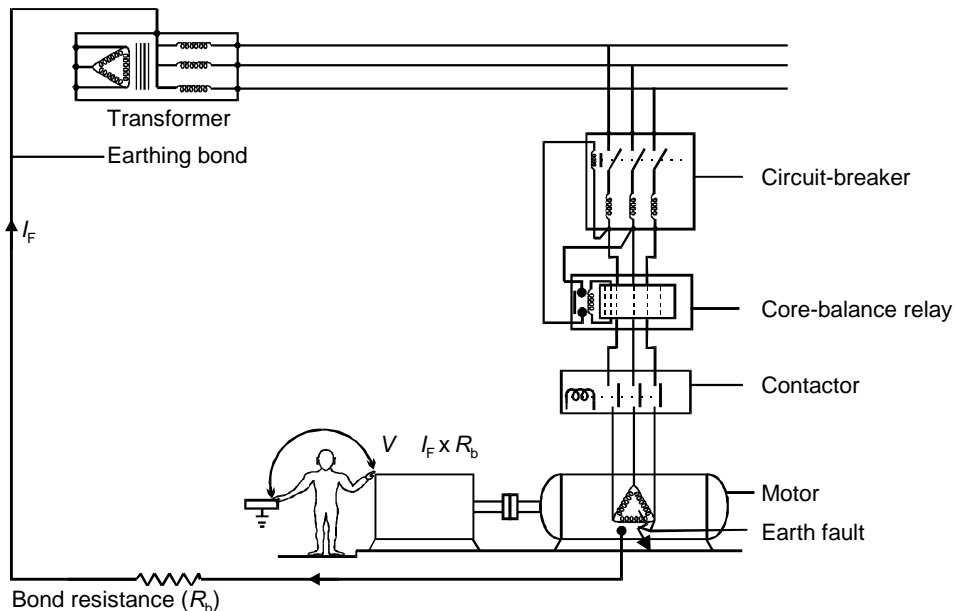 Transformer
Earthing bond
Circuit-breaker
I_F
Core-balance relay
Contactor
V I_F x R_b
Motor
Earth fault
Bond resistance (R_b)